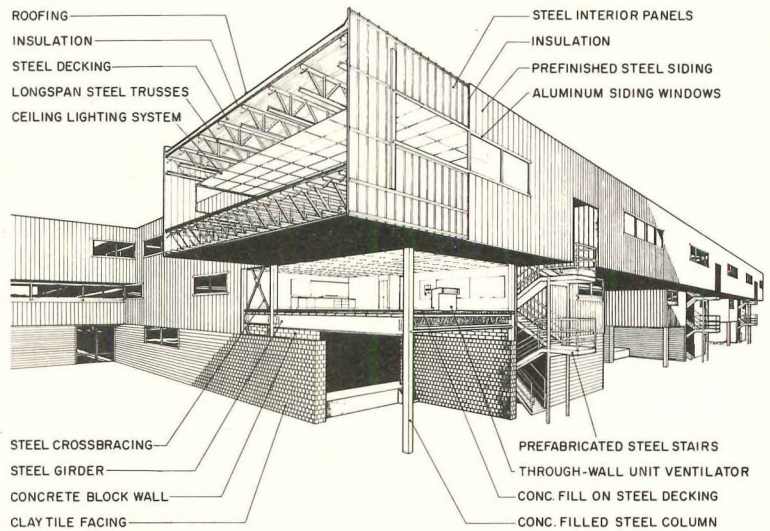 ROOFING
INSULATION
STEEL DECKING
LONGSPAN STEEL TRUSSES
CEILING LIGHTING SYSTEM
STEEL INTERIOR PANELS
INSULATION
PREFINISHED STEEL SIDING
ALUMINUM SIDING WINDOWS
STEEL CROSSBRACING
STEEL GIRDER
CONCRETE BLOCK WALL
CLAY TILE FACING
PREFABRICATED STEEL STAIRS
THROUGH-WALL UNIT VENTILATOR
CONC. FILL ON STEEL DECKING
CONC. FILLED STEEL COLUMN